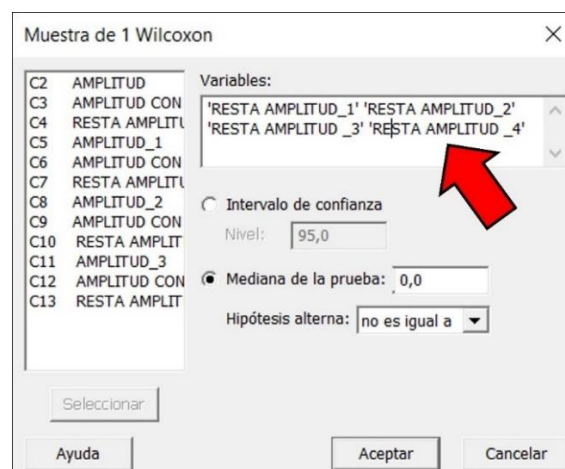 Muestra de 1 Wilcoxon
C2 AMPLITUD
C3 AMPLITUD CON
C4 RESTA AMPLITU
C5 AMPLITUD_1
C6 AMPLITUD CON
C7 RESTA AMPLITU
C8 AMPLITUD_2
C9 AMPLITUD CON
C10 RESTA AMPLIT
C11 AMPLITUD_3
C12 AMPLITUD CON
C13 RESTA AMPLIT
Seleccionar
Variables:
'RESTA AMPLITUD_1' 'RESTA AMPLITUD_2'
'RESTA AMPLITUD _3' 'RESTA AMPLITUD _4'
Intervalo de confianza
Nivel: 95,0
Mediana de la prueba: 0,0
Hipótesis alterna: no es igual a
Ayuda
Aceptar
Cancelar